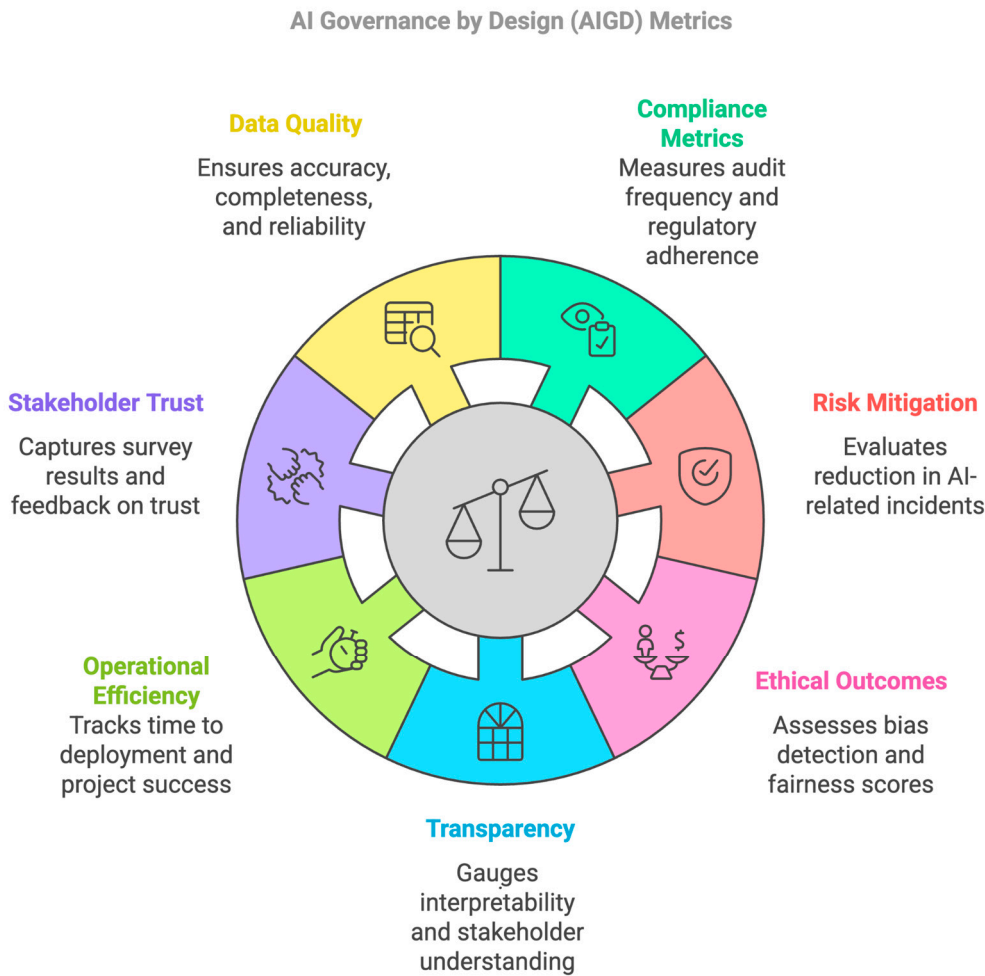 AI Governance by Design (AIGD) Metrics
Data Quality
Ensures accuracy,
completeness,
and reliability
Compliance
Metrics
Measures audit
frequency and
regulatory
adherence
Stakeholder Trust
Captures survey
results and
feedback on trust
Risk Mitigation
Evaluates
reduction in AI-
related incidents
$
Operational
Efficiency
Tracks time to
deployment and
project success
Ethical Outcomes
Assesses bias
detection and
fairness scores
Transparency
Gauges
interpretability
and stakeholder
understanding